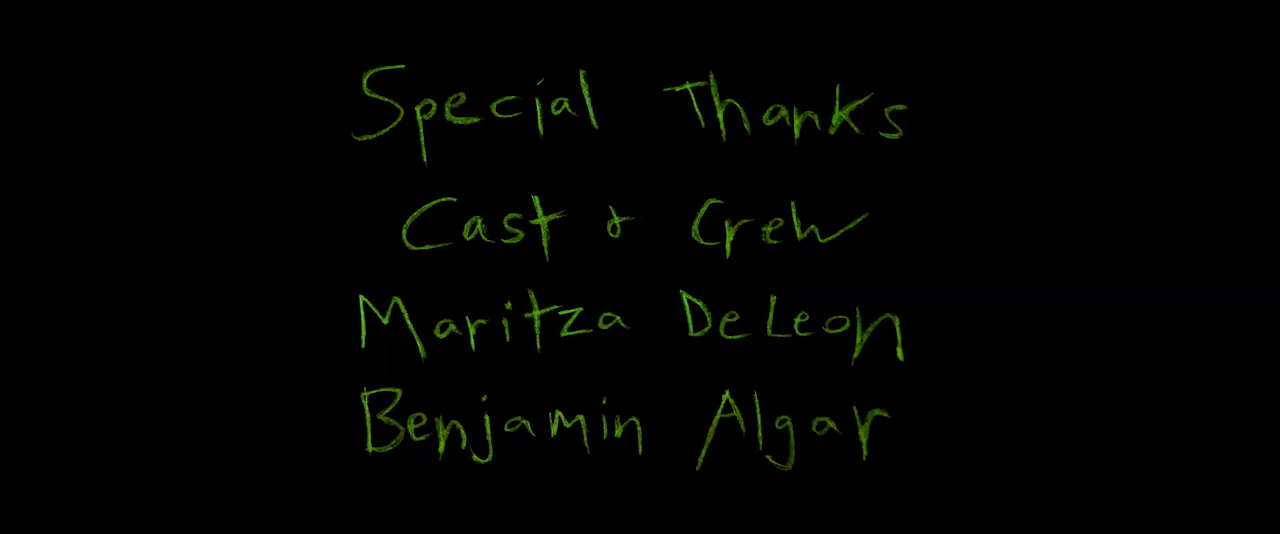 Special Thanks
Cast & Crew
Maritza DeLeon
Benjamin Algar